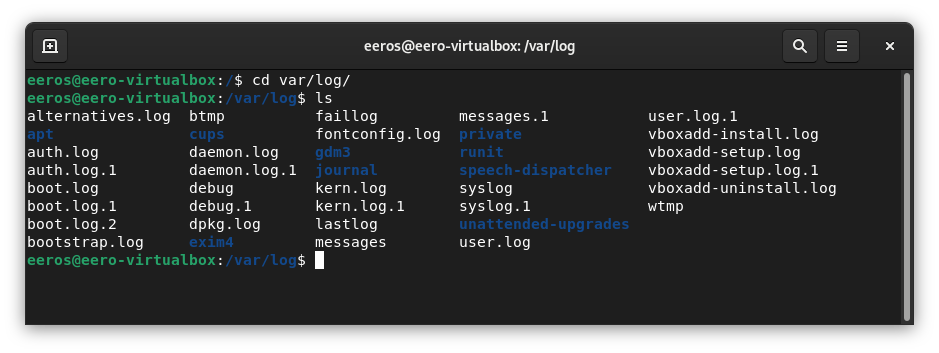 eeros@eero-virtualbox: /var/log
eeros@eero-virtualbox:/$ cd var/log/
eeros@eero-virtualbox:/var/log$ ls
alternatives.log  btmp          faillog         messages.1         user.log.1
apt               cups          fontconfig.log  private            vboxadd-install.log
auth.log          daemon.log    gdm3            runit              vboxadd-setup.log
auth.log.1        daemon.log.1  journal         speech-dispatcher  vboxadd-setup.log.1
boot.log          debug         kern.log        syslog             vboxadd-uninstall.log
boot.log.1        debug.1       kern.log.1      syslog.1           wtmp
boot.log.2        dpkg.log      lastlog         unattended-upgrades
bootstrap.log     exim4         messages        user.log
eeros@eero-virtualbox:/var/log$